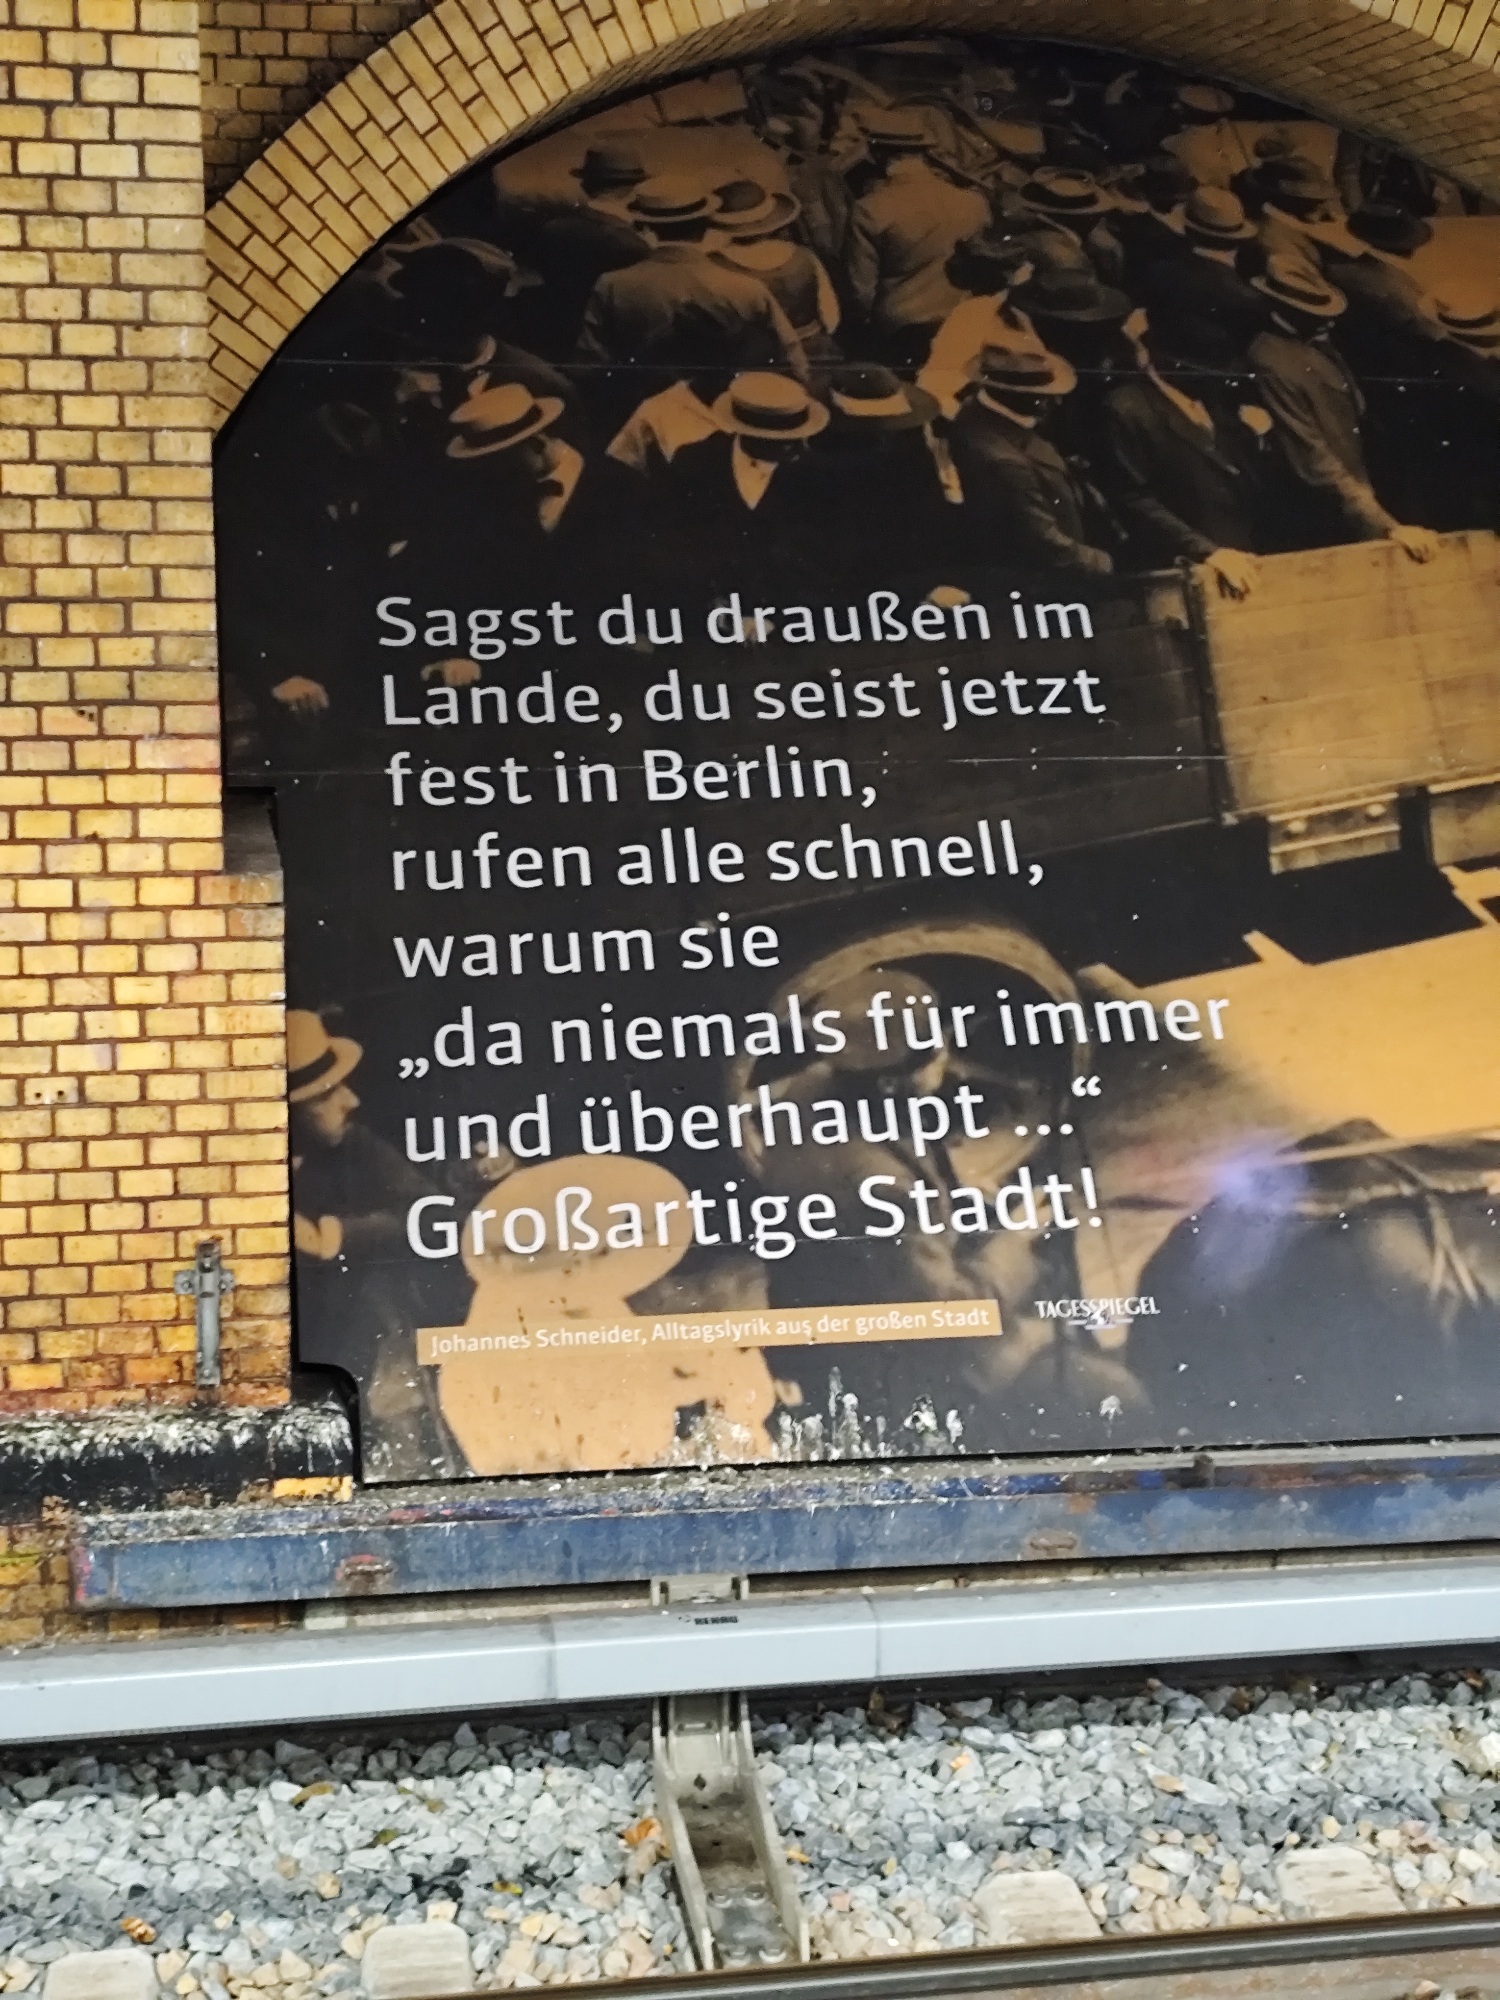 Sagst du draußen im
Lande, du seist jetzt
fest in Berlin,
rufen alle schnell,
warum sie
„da niemals für immer
und überhaupt ...“
Großartige Stadt!
Johannes Schneider, Alltagslyrik aus der großen Stadt
TAGESSPIEGEL